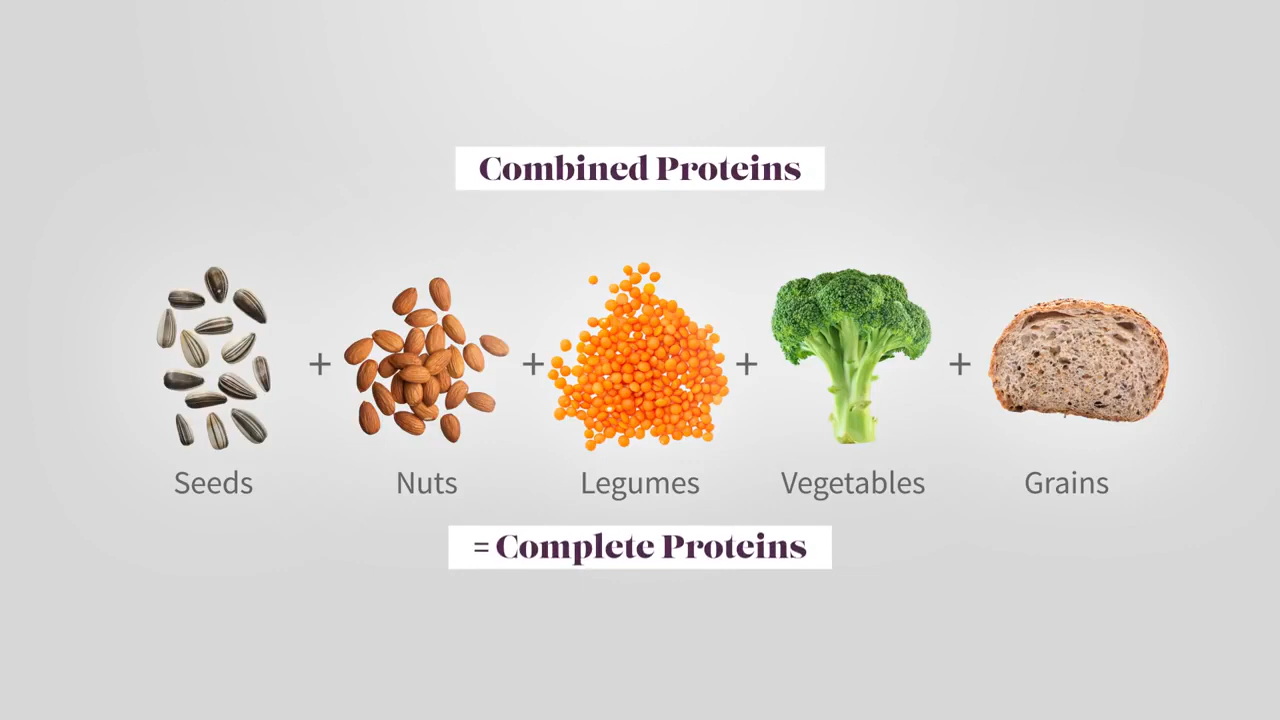 Combined Proteins
+ + + +
Seeds Nuts Legumes Vegetables Grains
= Complete Proteins